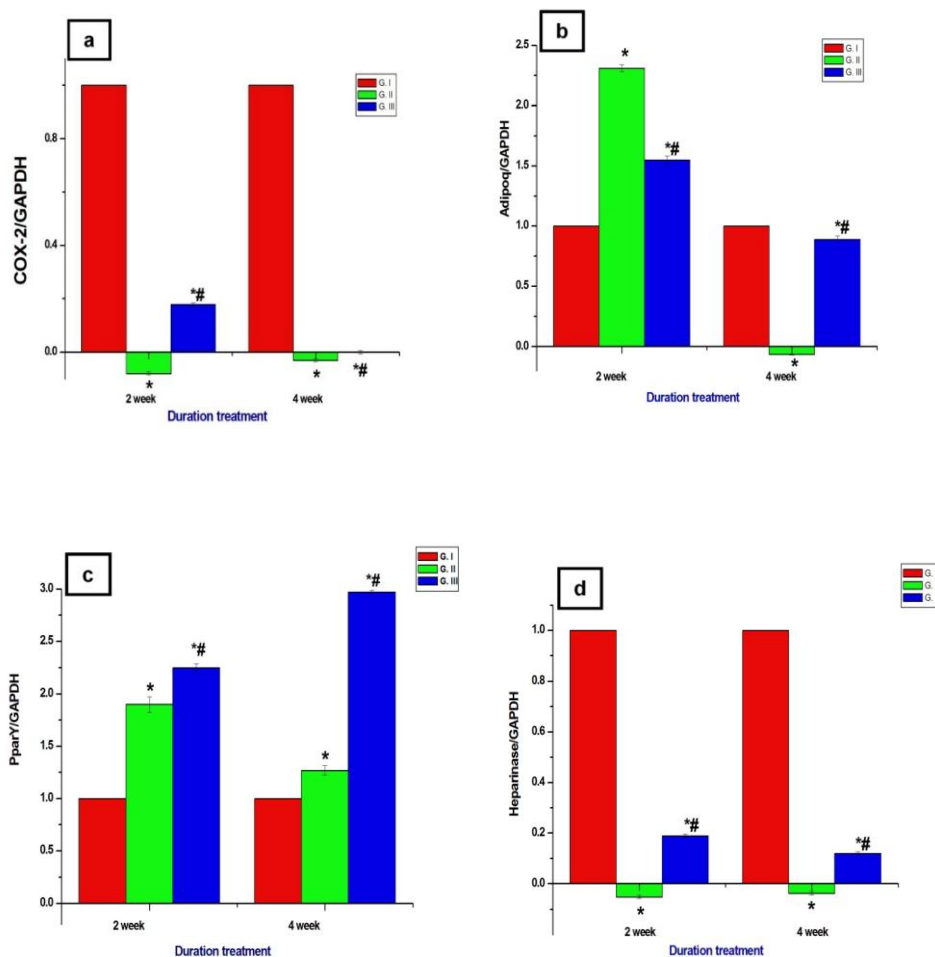 a
COX-2/GAPDH
0.8
0.4
0.0
G. I
G. II
G. III
*
*#
*
*#
2 week
4 week
Duration treatment
b
Adipoq/GAPDH
2.5
2.0
1.5
1.0
0.5
0.0
G. I
G. II
G. III
*
*#
*
*#
2 week
4 week
Duration treatment
c
PparY/GAPDH
3.0
2.5
2.0
1.5
1.0
0.5
0.0
G. I
G. II
G. III
*
*#
*
*#
2 week
4 week
Duration treatment
d
Heparinase/GAPDH
1.0
0.8
0.6
0.4
0.2
0.0
G.
G.
G.
*
*#
*
*#
2 week
4 week
Duration treatment